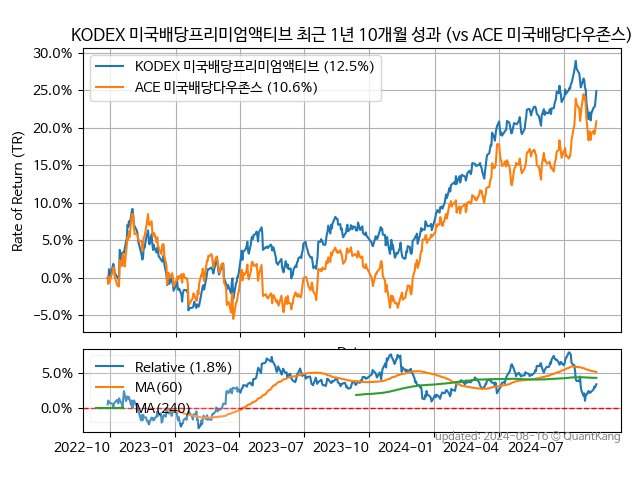 KODEX 미국배당프리미엄액티브 최근 1년 10개월 성과 (vs ACE 미국배당다우존스)
30.0%
25.0%
20.0%
15.0%
10.0%
5.0%
0.0%
−5.0%
Rate of Return (TR)
KODEX 미국배당프리미엄액티브 (12.5%)
ACE 미국배당다우존스 (10.6%)
5.0%
0.0%
Relative (1.8%)
MA(60)
MA(240)
2022-10 2023-01 2023-04 2023-07 2023-10 2024-01 2024-04 2024-07
updated: 2024-08-16 © QuantKang